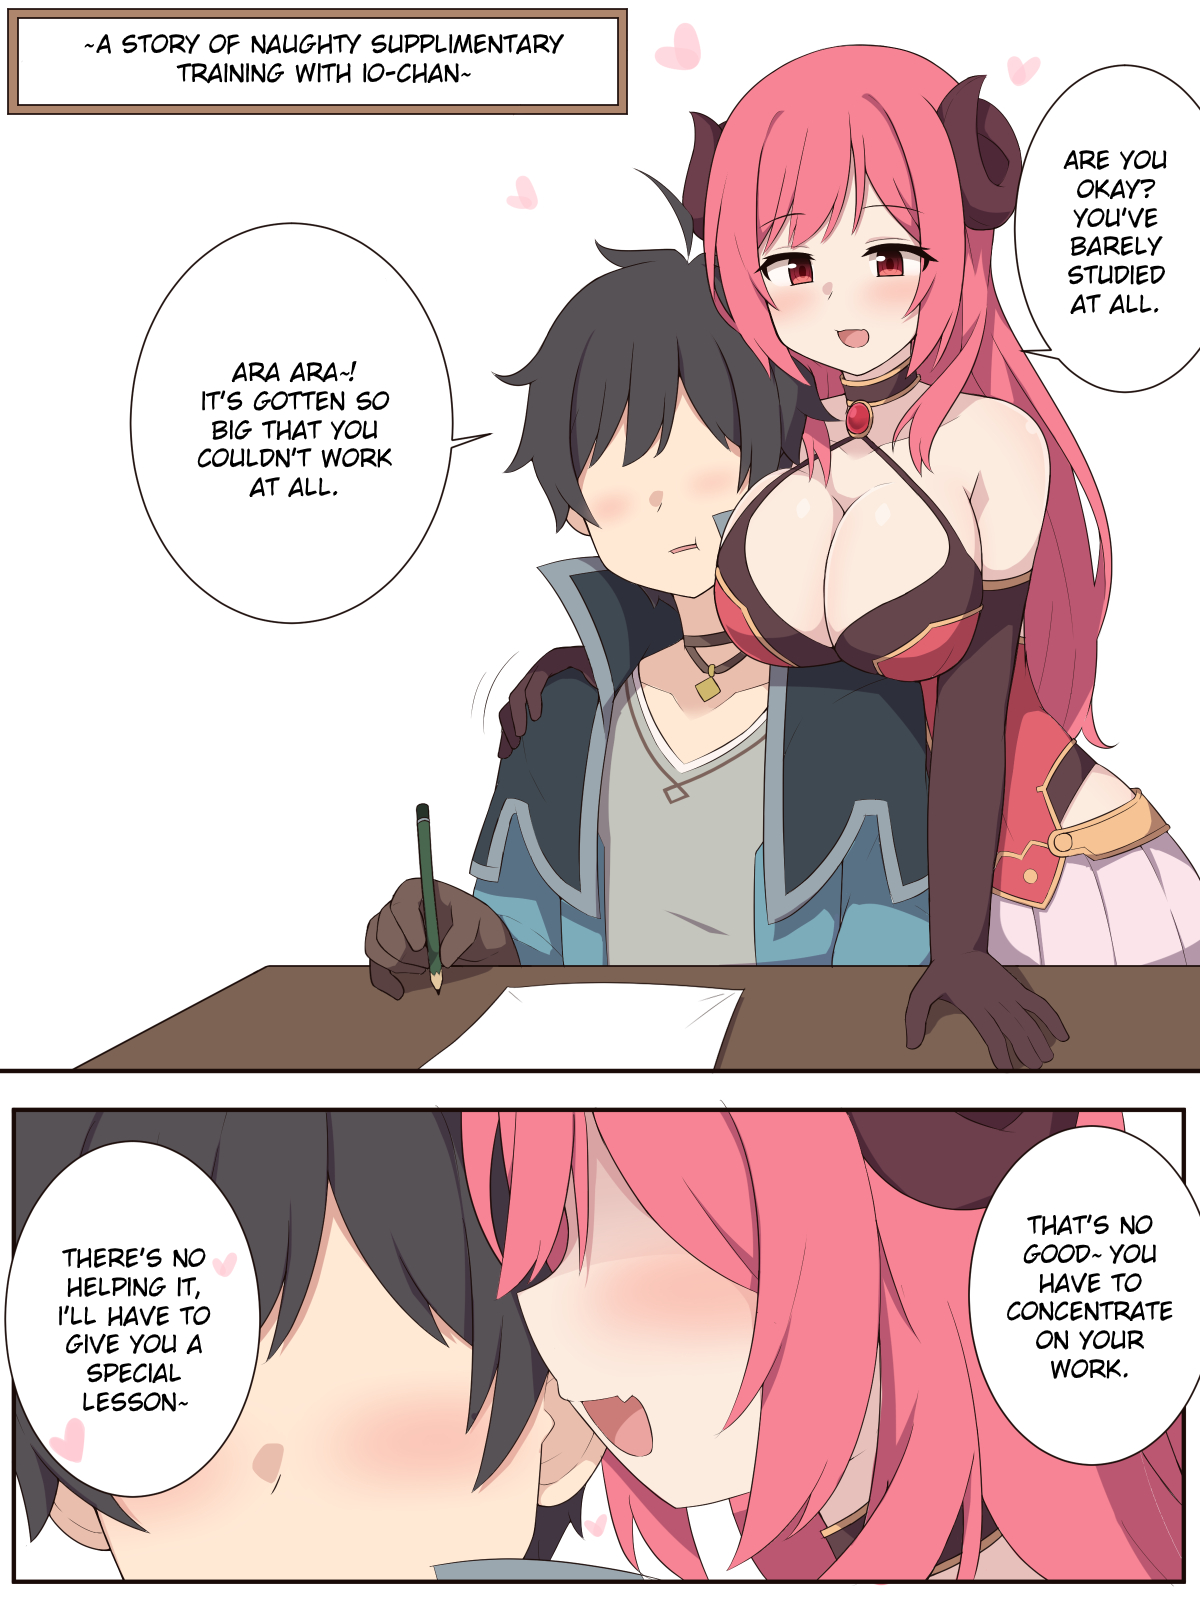 ~A STORY OF NAUGHTY SUPPLIMENTARY
TRAINING WITH IO-CHAN~
ARE YOU
OKAY?
YOU'VE
BARELY
STUDIED
AT ALL.
ARA ARA~!
IT'S GOTTEN SO
BIG THAT YOU
COULDN'T WORK
AT ALL.
THAT'S NO
GOOD~ YOU
HAVE TO
CONCENTRATE
ON YOUR
WORK.
THERE'S NO
HELPING IT,
I'LL HAVE TO
GIVE YOU A
SPECIAL
LESSON~